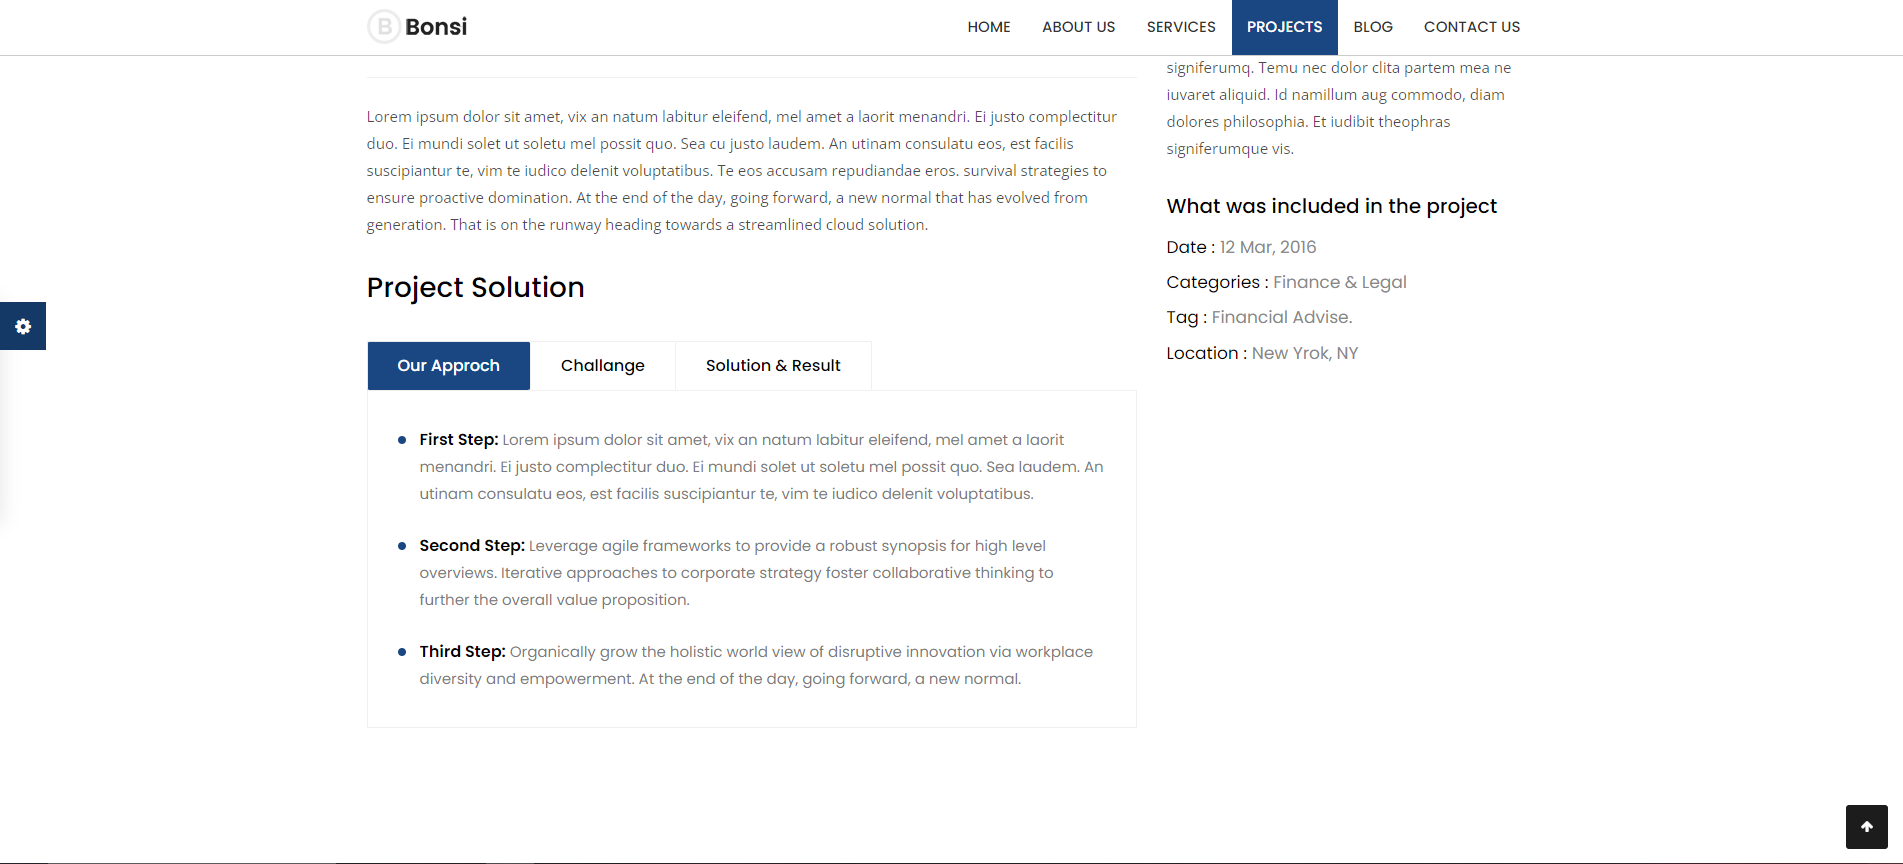 B Bonsi
HOME ABOUT US SERVICES PROJECTS BLOG CONTACT US
Lorem ipsum dolor sit amet, vix an natum labitur eleifend, mel amet a laorit menandri. Ei justo complectitur
duo. Ei mundi solet ut soletu mel possit quo. Sea cu justo laudem. An utinam consulatu eos, est facilis
suscipiantur te, vim te iudico delenit voluptatibus. Te eos accusam repudiandae eros. survival strategies to
ensure proactive domination. At the end of the day, going forward, a new normal that has evolved from
generation. That is on the runway heading towards a streamlined cloud solution.
Project Solution
Our Approch
Challange
Solution & Result
First Step: Lorem ipsum dolor sit amet, vix an natum labitur eleifend, mel amet a laorit
menandri. Ei justo complectitur duo. Ei mundi solet ut soletu mel possit quo. Sea laudem. An
utinam consulatu eos, est facilis suscipiantur te, vim te iudico delenit voluptatibus.
Second Step: Leverage agile frameworks to provide a robust synopsis for high level
overviews. Iterative approaches to corporate strategy foster collaborative thinking to
further the overall value proposition.
Third Step: Organically grow the holistic world view of disruptive innovation via workplace
diversity and empowerment. At the end of the day, going forward, a new normal.
signiferumq. Temu nec dolor clita partem mea ne
iuvaret aliquid. Id namillum aug commodo, diam
dolores philosophia. Et iudibit theophras
signiferumque vis.
What was included in the project
Date : 12 Mar, 2016
Categories : Finance & Legal
Tag : Financial Advise.
Location : New Yrok, NY